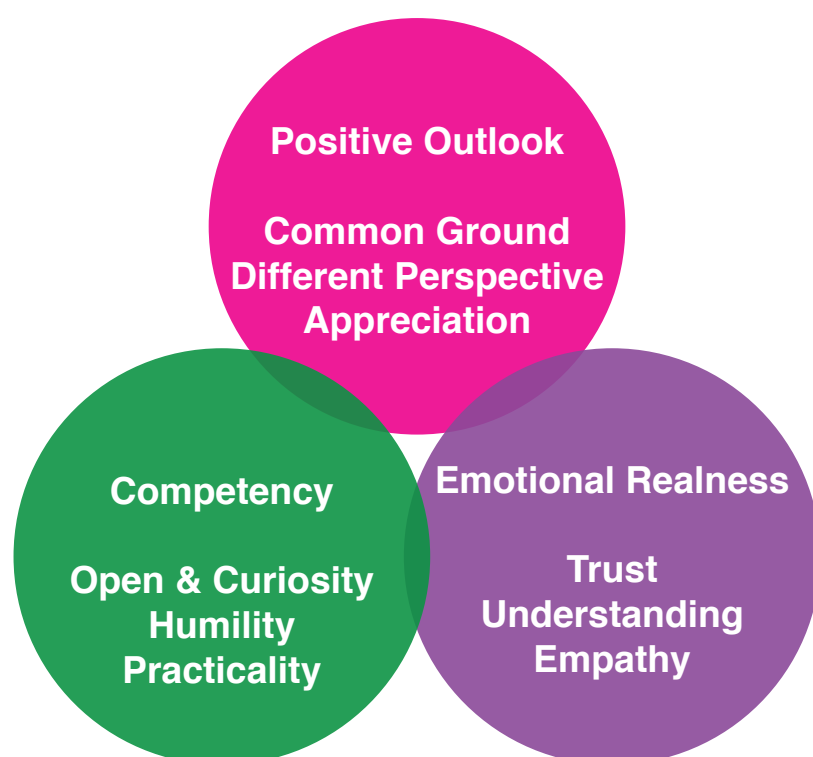 Positive Outlook
Common Ground
Different Perspective
Appreciation
Competency
Open & Curiosity
Humility
Practicality
Emotional Realness
Trust
Understanding
Empathy